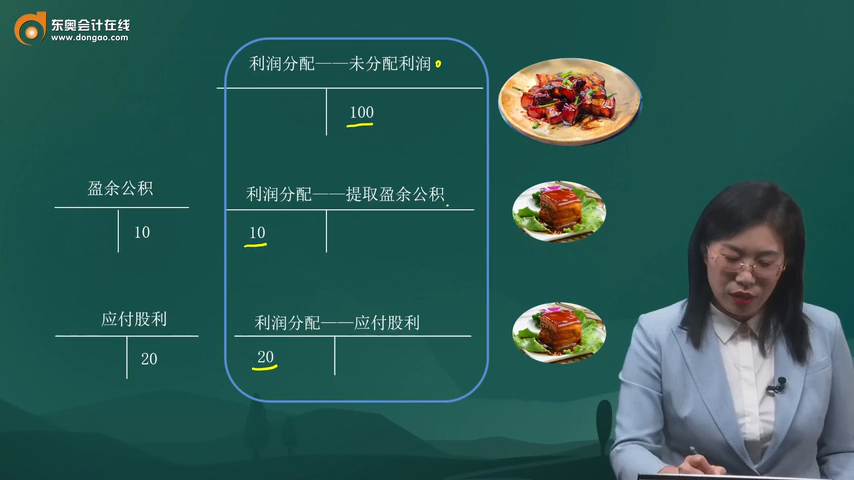 东奥会计在线
www.dongao.com
利润分配——未分配利润
100
盈余公积
利润分配——提取盈余公积
10
10
应付股利
利润分配——应付股利
20
20